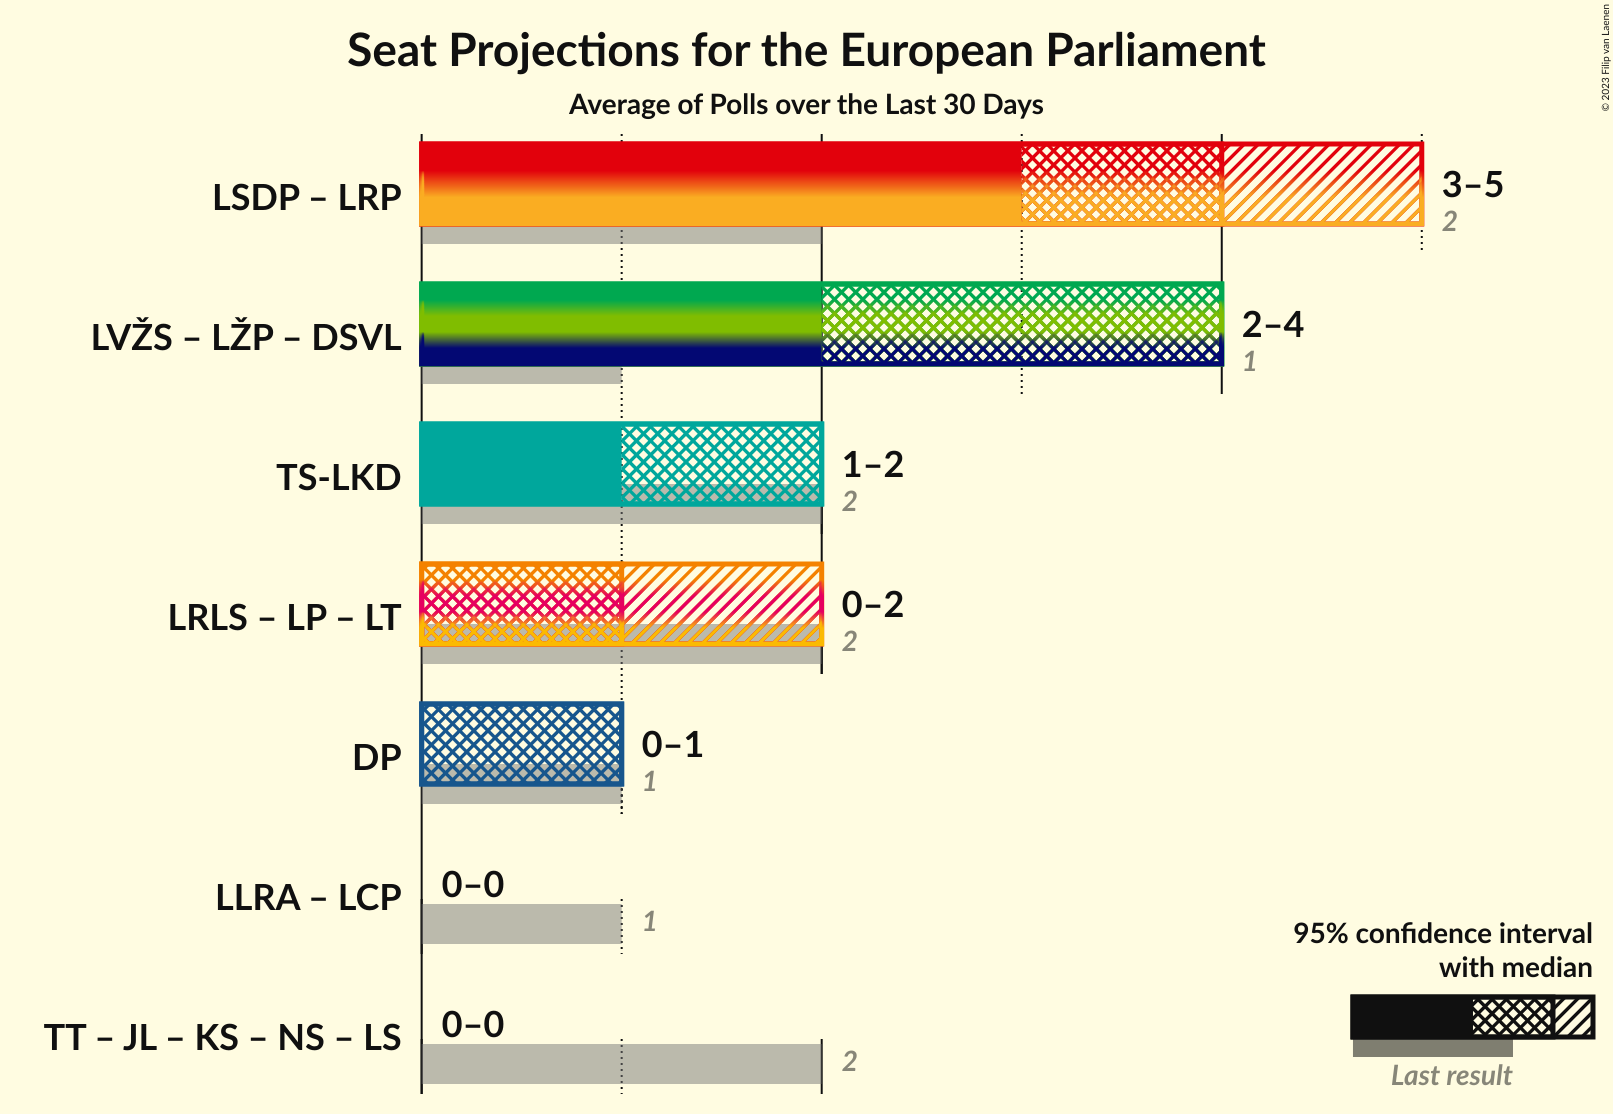 Seat Projections for the European Parliament
Average of Polls over the Last 30 Days
© 2023 Filip van Laenen
LSDP – LRP
3–5
2
LVŽS – LŽP – DSVL
2–4
1
TS-LKD
1–2
2
LRLS – LP – LT
0–2
2
DP
0–1
1
LLRA – LCP
0–0
1
TT – JL – KS – NS – LS
0–0
2
95% confidence interval
with median
Last result